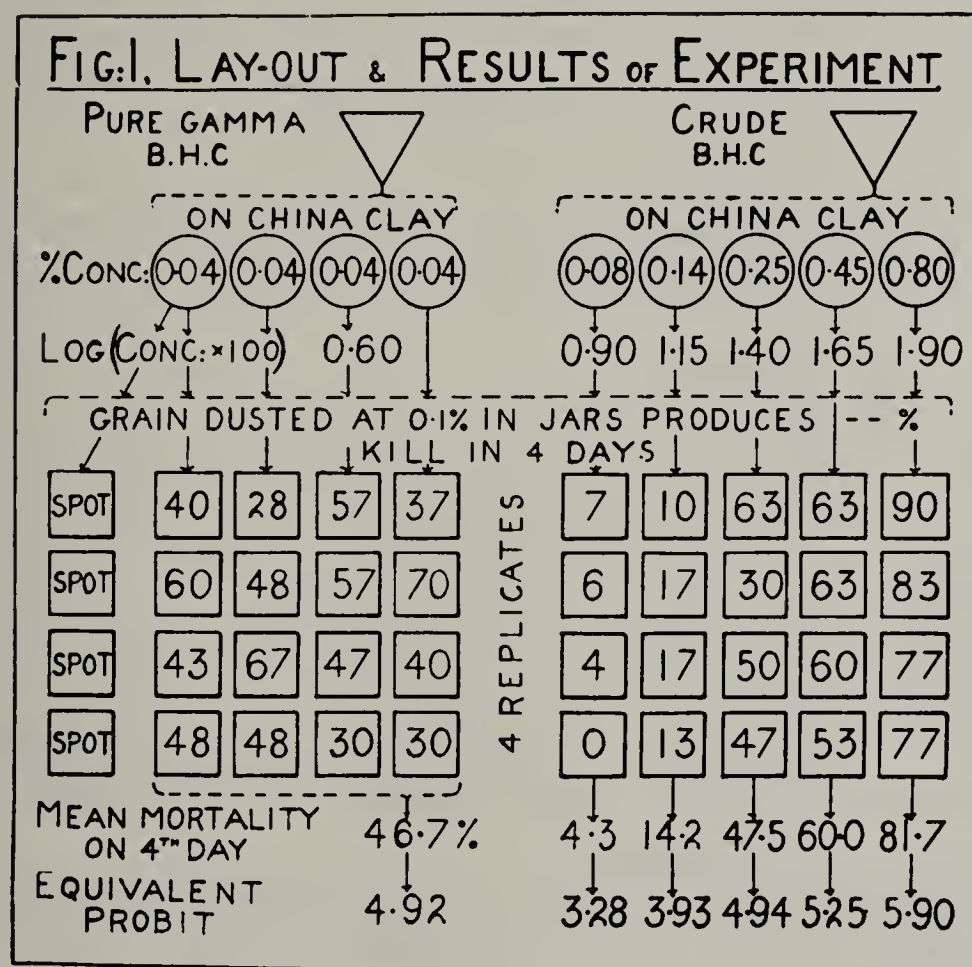 FIG:1. LAY-OUT & RESULTS OF EXPERIMENT
PURE GAMMA B.H.C
CRUDE B.H.C
ON CHINA CLAY
ON CHINA CLAY
%CONC: 0·04 0·04 0·04 0·04 0·08 0·14 0·25 0·45 0·80
LOG(CONC: ×100) 0·60 0·90 1·15 1·40 1·65 1·90
GRAIN DUSTED AT 0·1% IN JARS PRODUCES -- %
KILL IN 4 DAYS
SPOT 40 28 57 37 7 10 63 63 90
SPOT 60 48 57 70 6 17 30 63 83
SPOT 43 67 47 40 4 17 50 60 77
SPOT 48 48 30 30 0 13 47 53 77
4 REPLICATES
MEAN MORTALITY
ON 4TH DAY 46·7% 4·3 14·2 47·5 60·0 81·7
EQUIVALENT
PROBIT 4·92 3·28 3·93 4·94 5·25 5·90